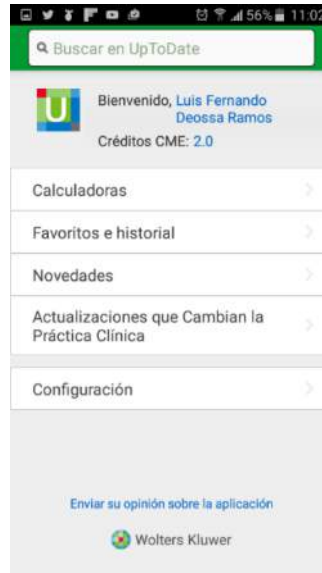 56% 11:02
Buscar en UpToDate
U
Bienvenido, Luis Fernando
Deossa Ramos
Créditos CME: 2.0
Calculadoras
Favoritos e historial
Novedades
Actualizaciones que Cambian la
Práctica Clínica
Configuración
Enviar su opinión sobre la aplicación
Wolters Kluwer